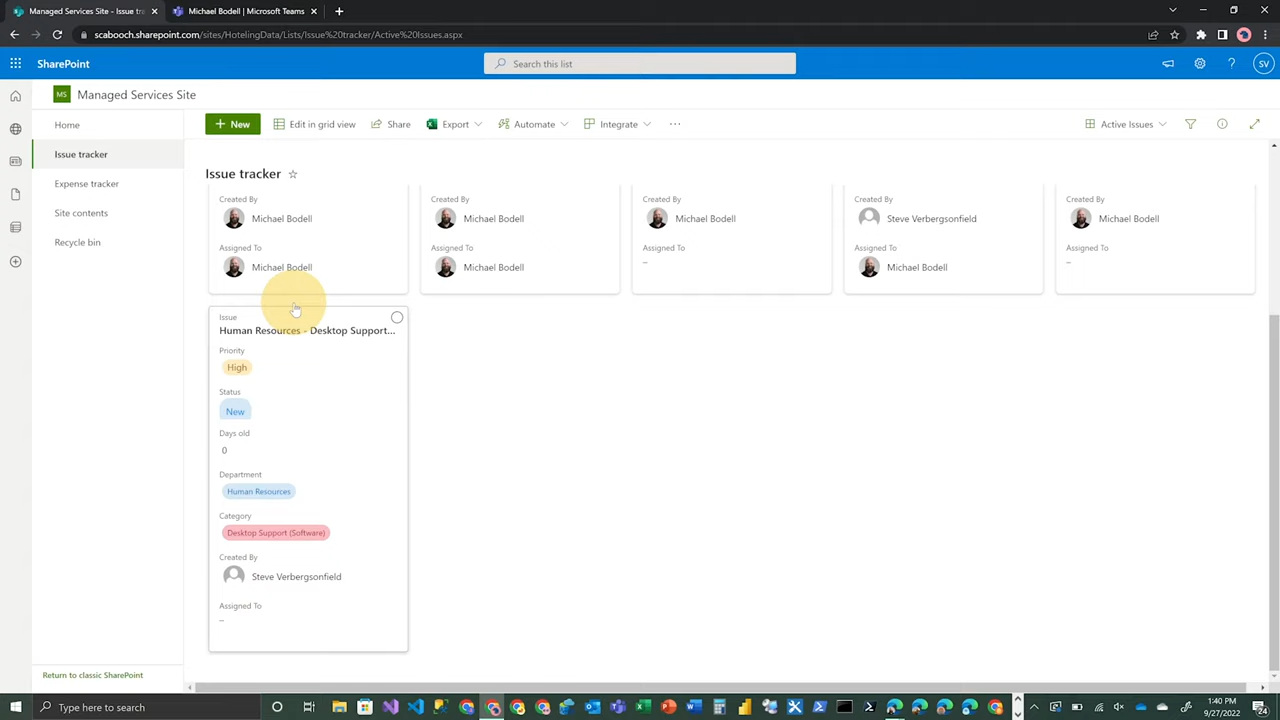 Managed Services Site - Issue tra
Michael Bodell | Microsoft Teams
scabooch.sharepoint.com/sites/HotelingData/Lists/Issue%20tracker/Active%20Issues.aspx
SharePoint
Search this list
SV
MS
Managed Services Site
Home
Issue tracker
Expense tracker
Site contents
Recycle bin
New
Edit in grid view
Share
Export
Automate
Integrate
Active Issues
Issue tracker
Created By
Michael Bodell
Assigned To
Michael Bodell
Created By
Michael Bodell
Assigned To
Michael Bodell
Created By
Michael Bodell
Assigned To
–
Created By
Steve Verbergsonfield
Assigned To
Michael Bodell
Created By
Michael Bodell
Assigned To
–
Issue
Human Resources - Desktop Support...
Priority
High
Status
New
Days old
0
Department
Human Resources
Category
Desktop Support (Software)
Created By
Steve Verbergsonfield
Assigned To
–
Return to classic SharePoint
Type here to search
1:40 PM
9/27/2022